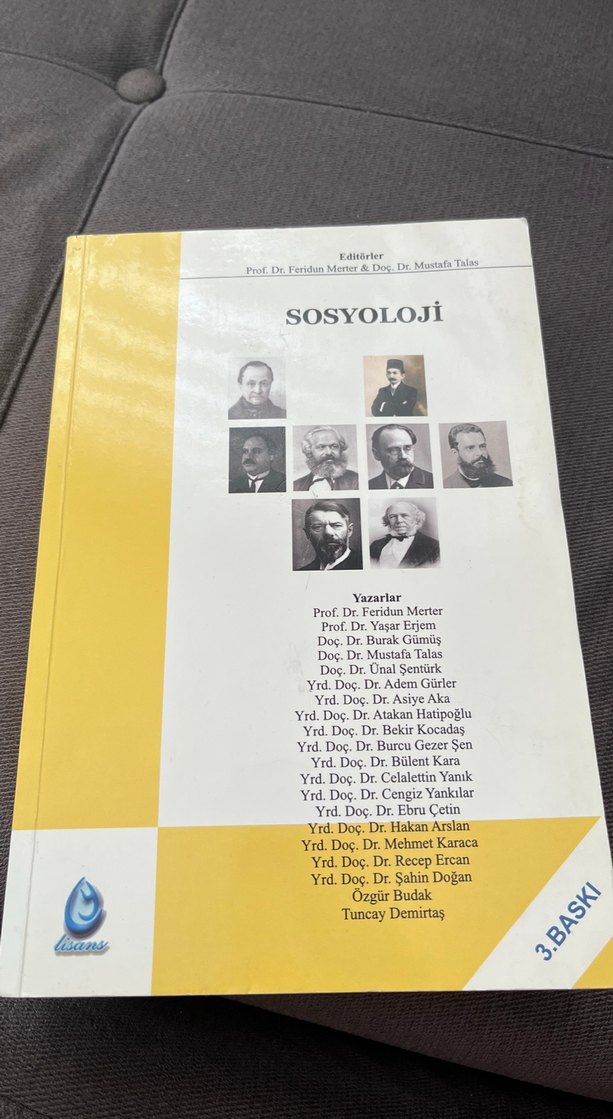 Editörler
Prof. Dr. Feridun Merter & Doç. Dr. Mustafa Talas
SOSYOLOJİ
Yazarlar
Prof. Dr. Feridun Merter
Prof. Dr. Yaşar Erjem
Doç. Dr. Burak Gümüş
Doç. Dr. Mustafa Talas
Doç. Dr. Ünal Şentürk
Yrd. Doç. Dr. Adem Gürler
Yrd. Doç. Dr. Asiye Aka
Yrd. Doç. Dr. Atakan Hatipoğlu
Yrd. Doç. Dr. Bekir Kocadaş
Yrd. Doç. Dr. Burcu Gezer Şen
Yrd. Doç. Dr. Bülent Kara
Yrd. Doç. Dr. Celalettin Yanık
Yrd. Doç. Dr. Cengiz Yankılar
Yrd. Doç. Dr. Ebru Çetin
Yrd. Doç. Dr. Hakan Arslan
Yrd. Doç. Dr. Mehmet Karaca
Yrd. Doç. Dr. Recep Ercan
Yrd. Doç. Dr. Şahin Doğan
Özgür Budak
Tuncay Demirtaş
lisans
3.BASKI